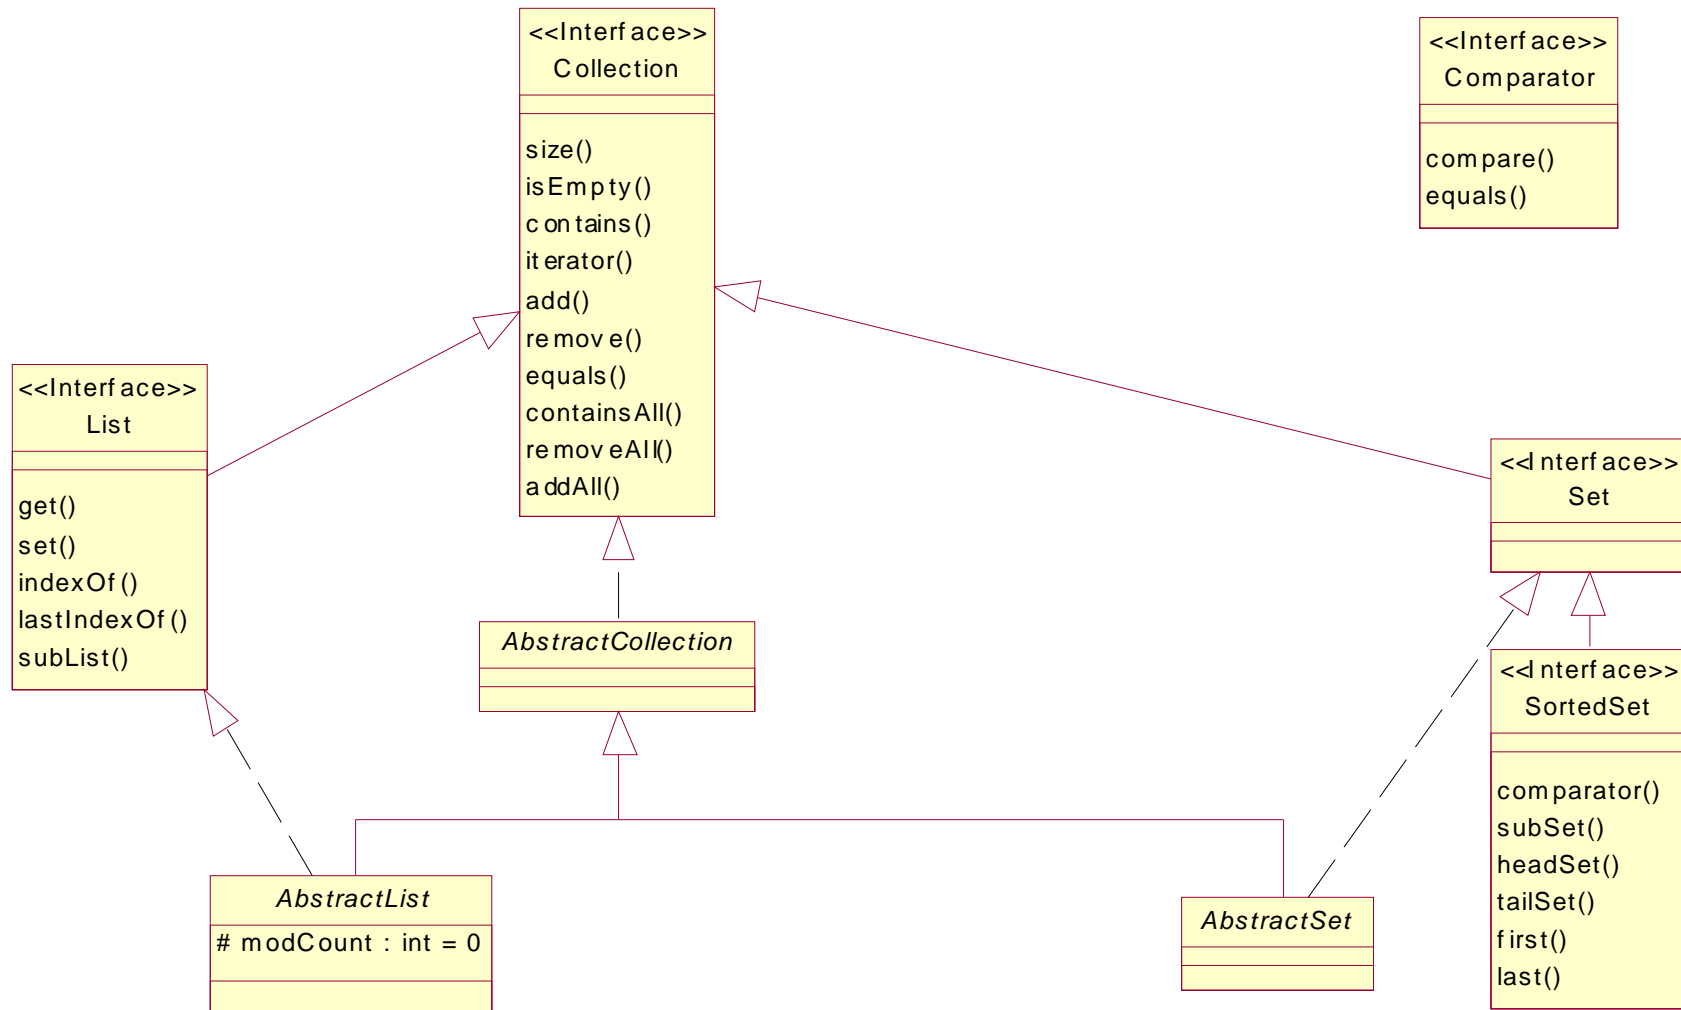 <<Interface>>
Collection
size()
isEmpty()
contains()
iterator()
add()
remove()
equals()
containsAll()
removeAll()
addAll()
<<Interface>>
Comparator
compare()
equals()
<<Interface>>
List
get()
set()
indexOf()
lastIndexOf()
subList()
<<Interface>>
Set
AbstractCollection
<<Interface>>
SortedSet
comparator()
subSet()
headSet()
tailSet()
first()
last()
AbstractList
# modCount : int = 0
AbstractSet